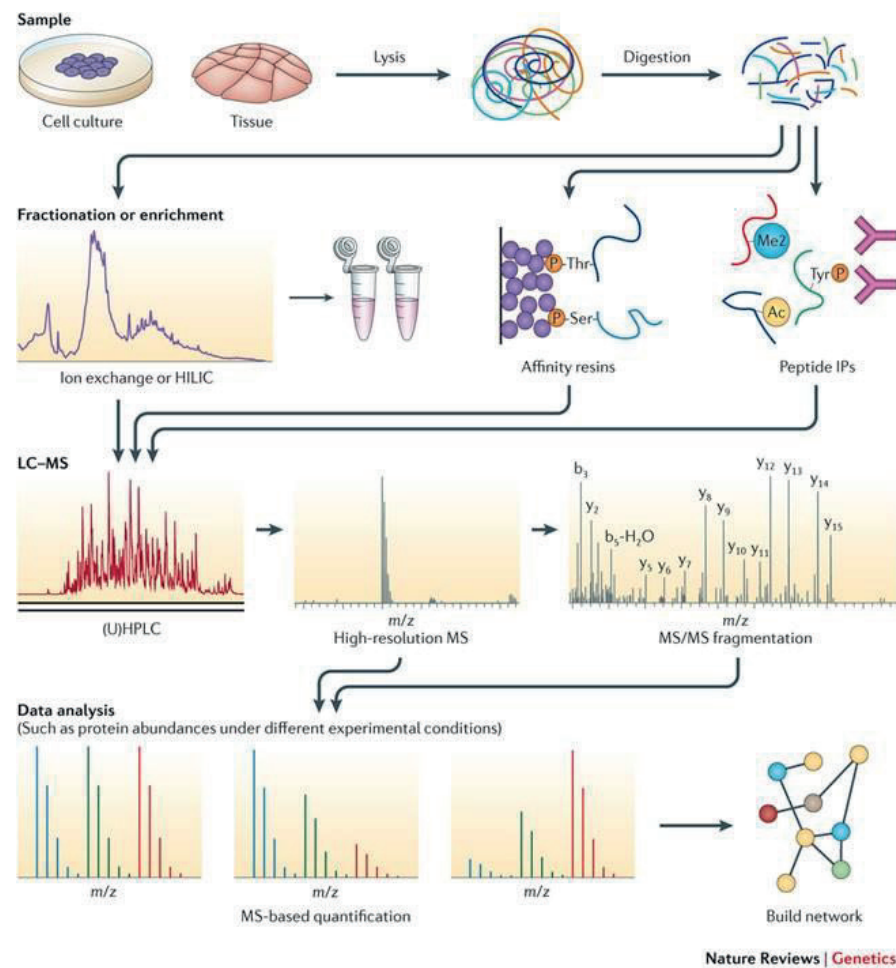 Sample
Lysis
Digestion
Cell culture
Tissue
Fractionation or enrichment
P-Thr-
P-Ser-
Me2
Tyr P
Ac
Ion exchange or HILIC
Affinity resins
Peptide IPs
LC–MS
b3
y2
b5-H2O
y5
y6
y7
y8
y9
y10
y11
y12
y13
y14
y15
(U)HPLC
m/z
High-resolution MS
m/z
MS/MS fragmentation
Data analysis
(Such as protein abundances under different experimental conditions)
m/z
m/z
m/z
MS-based quantification
Build network
Nature Reviews | Genetics